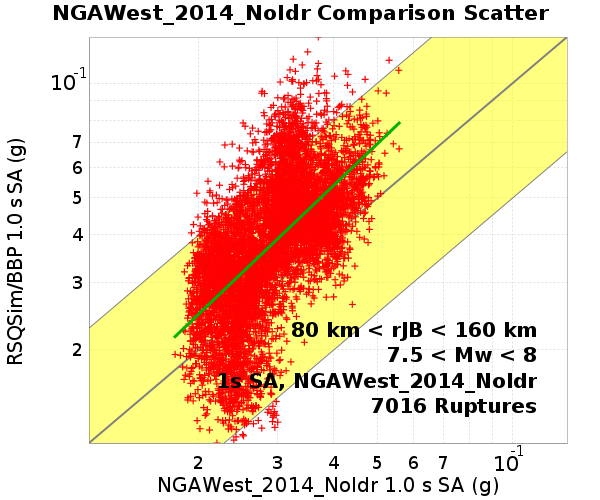 NGAWest_2014_NoIdr Comparison Scatter
RSQSim/BBP 1.0 s SA (g)
10-1
7
6
5
4
3
2
80 km < rJB < 160 km
7.5 < Mw < 8
1s SA, NGAWest_2014_NoIdr
7016 Ruptures
2 3 4 5 6 7 10-1
NGAWest_2014_NoIdr 1.0 s SA (g)